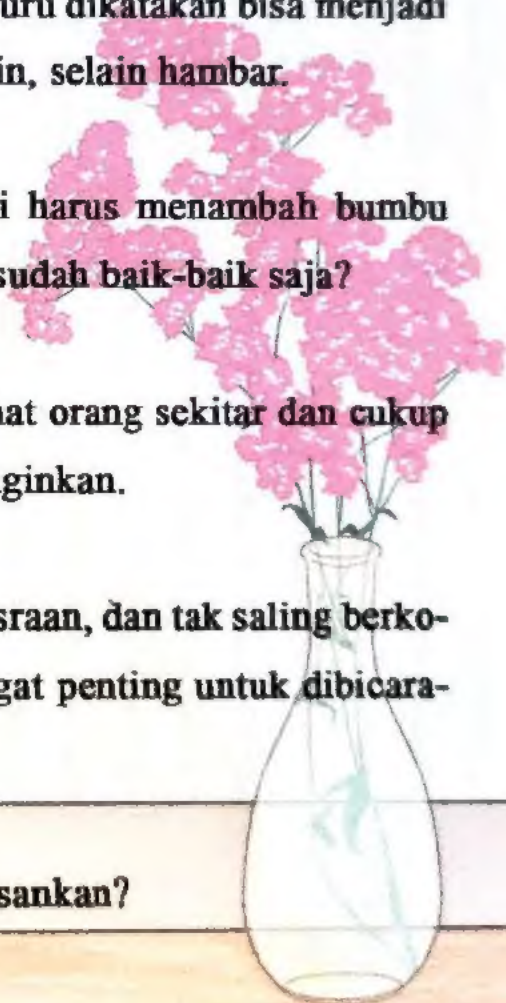 uru dikatakan bisa menjadi
in, selain hambar.
i harus menambah bumbu
sudah baik-baik saja?
at orang sekitar dan cukup
ginkan.
sraan, dan tak saling berko-
gat penting untuk dibicara-
sankan?